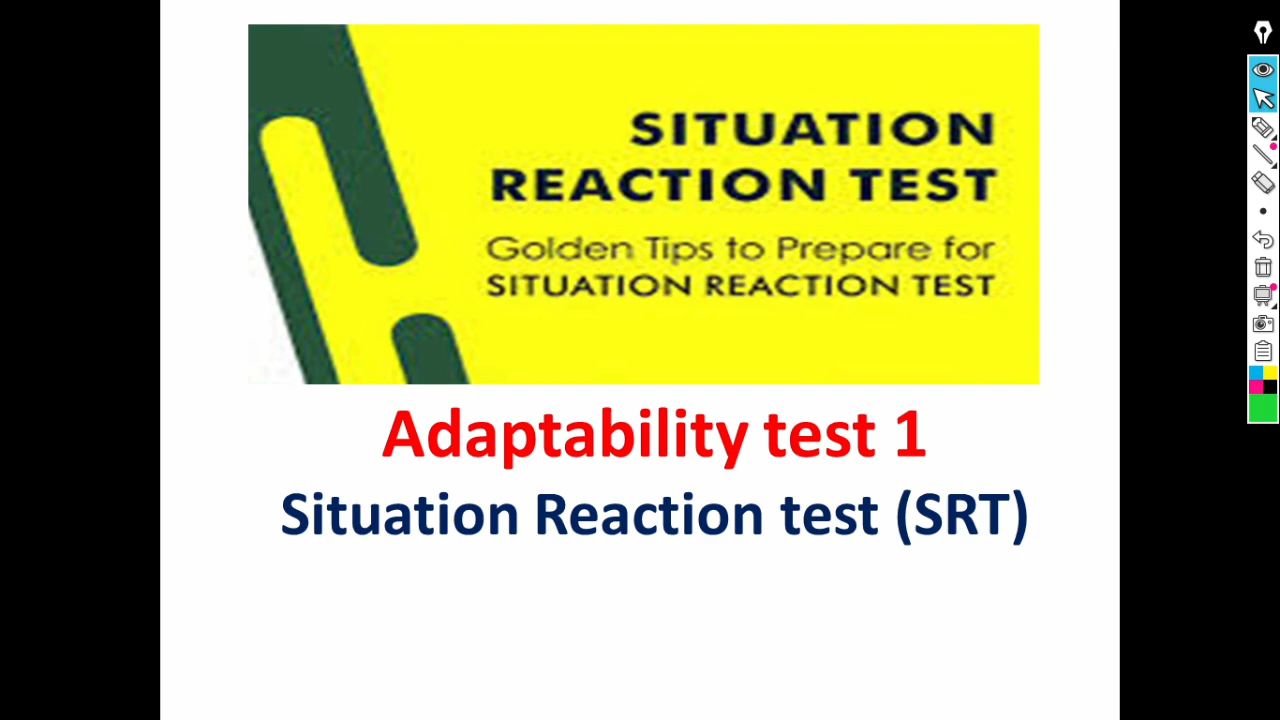 SITUATION
REACTION TEST
Golden Tips to Prepare for
SITUATION REACTION TEST
Adaptability test 1
Situation Reaction test (SRT)